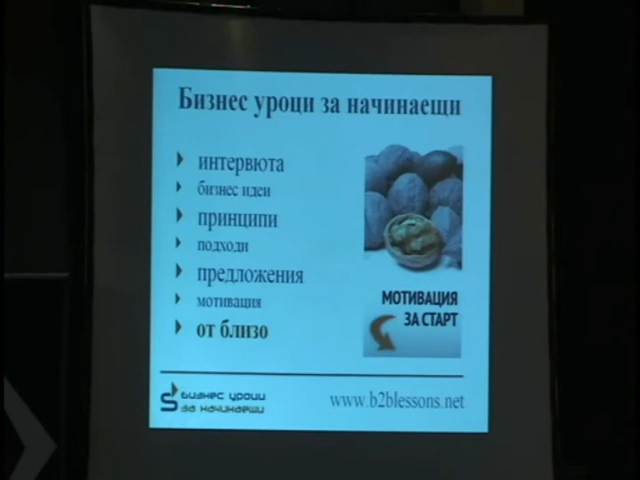 Бизнес уроци за начинаещи
интервюта
бизнес идеи
принципи
подходи
предложения
мотивация
от близо
МОТИВАЦИЯ
ЗА СТАРТ
бизнес уроци
за начинаещи
www.b2blessons.net